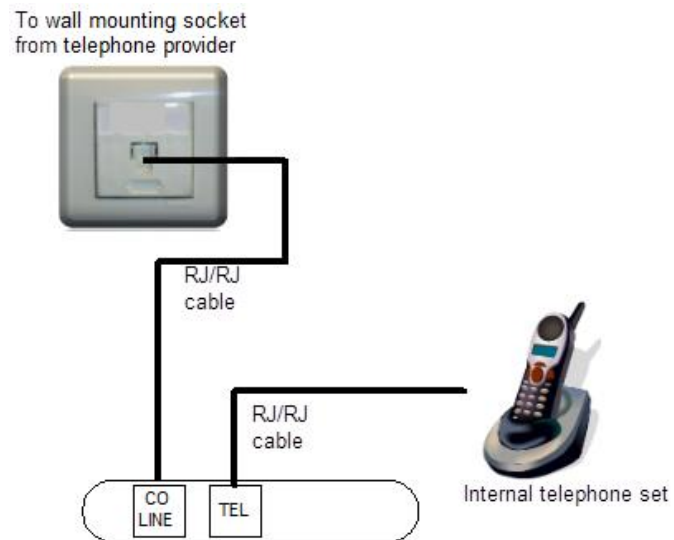 To wall mounting socket
from telephone provider
RJ/RJ
cable
RJ/RJ
cable
Internal telephone set
CO
LINE
TEL